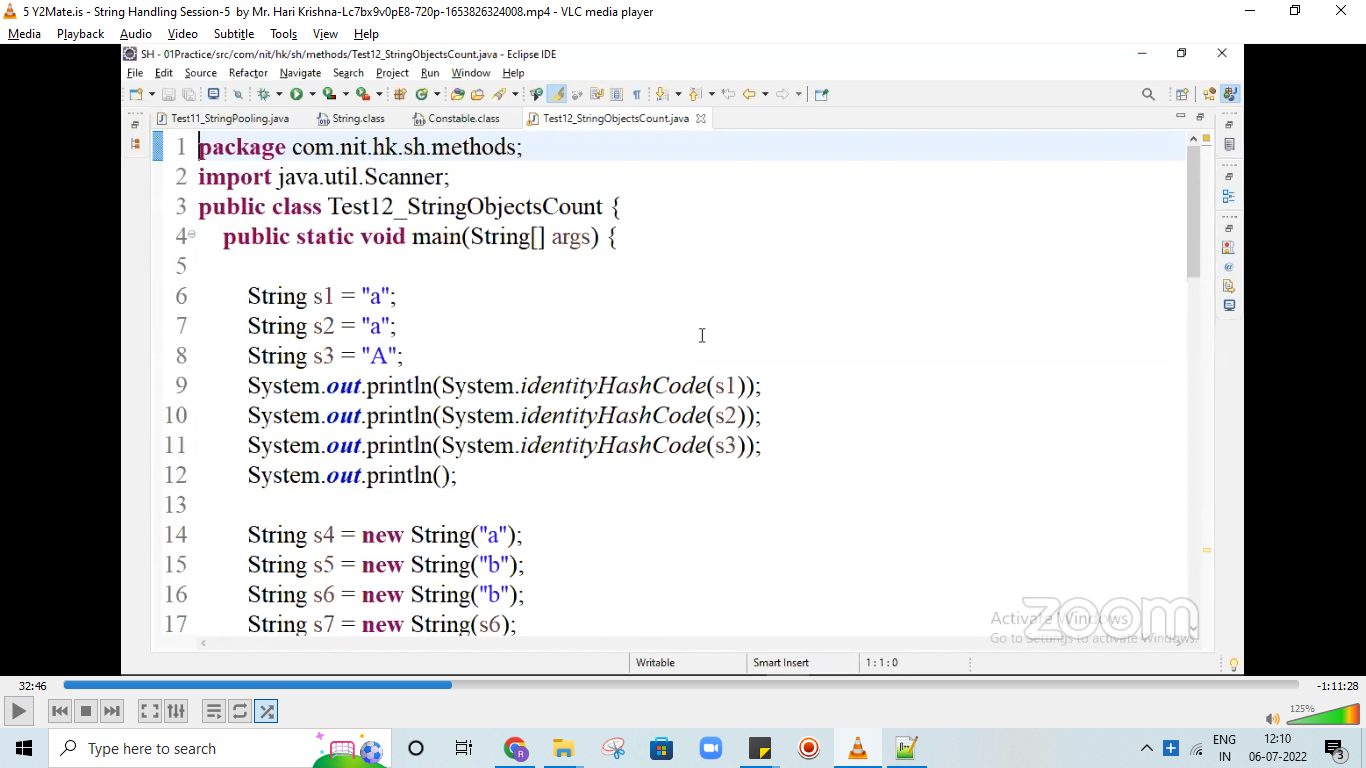 5 Y2Mate.is - String Handling Session-5  by Mr. Hari Krishna-Lc7bx9v0pE8-720p-1653826324008.mp4 - VLC media player
Media Playback Audio Video Subtitle Tools View Help
SH - 01Practice/src/com/nit/hk/sh/methods/Test12_StringObjectsCount.java - Eclipse IDE
File Edit Source Refactor Navigate Search Project Run Window Help
Test11_StringPooling.java String.class Constable.class Test12_StringObjectsCount.java
1 package com.nit.hk.sh.methods;
2 import java.util.Scanner;
3 public class Test12_StringObjectsCount {
4 public static void main(String[] args) {
5
6 String s1 = "a";
7 String s2 = "a";
8 String s3 = "A";
9 System.out.println(System.identityHashCode(s1));
10 System.out.println(System.identityHashCode(s2));
11 System.out.println(System.identityHashCode(s3));
12 System.out.println();
13
14 String s4 = new String("a");
15 String s5 = new String("b");
16 String s6 = new String("b");
17 String s7 = new String(s6);
Activate Windows
Go to Settings to activate Windows.
zoom
Writable Smart Insert 1 : 1 : 0
32:46 -1:11:28
125%
Type here to search
ENG
IN
12:10
06-07-2022
3